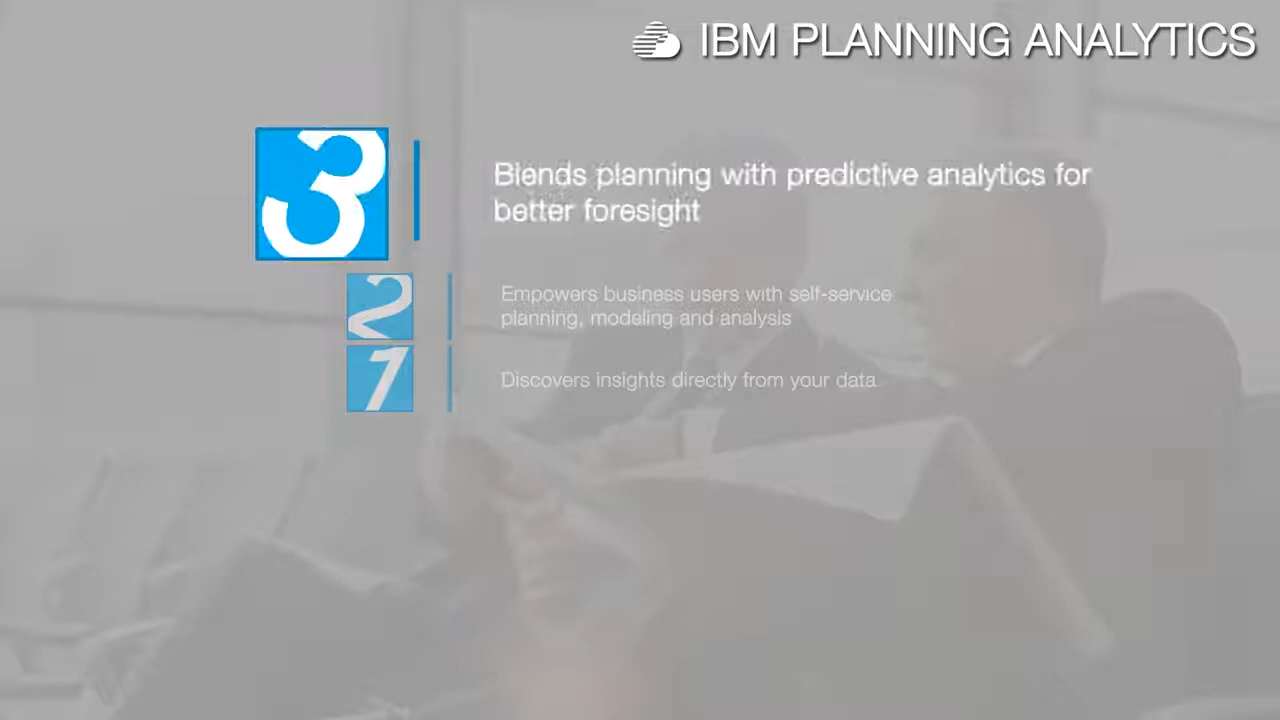 IBM PLANNING ANALYTICS
3
Blends planning with predictive analytics for
better foresight
2
Empowers business users with self-service
planning, modeling and analysis
1
Discovers insights directly from your data